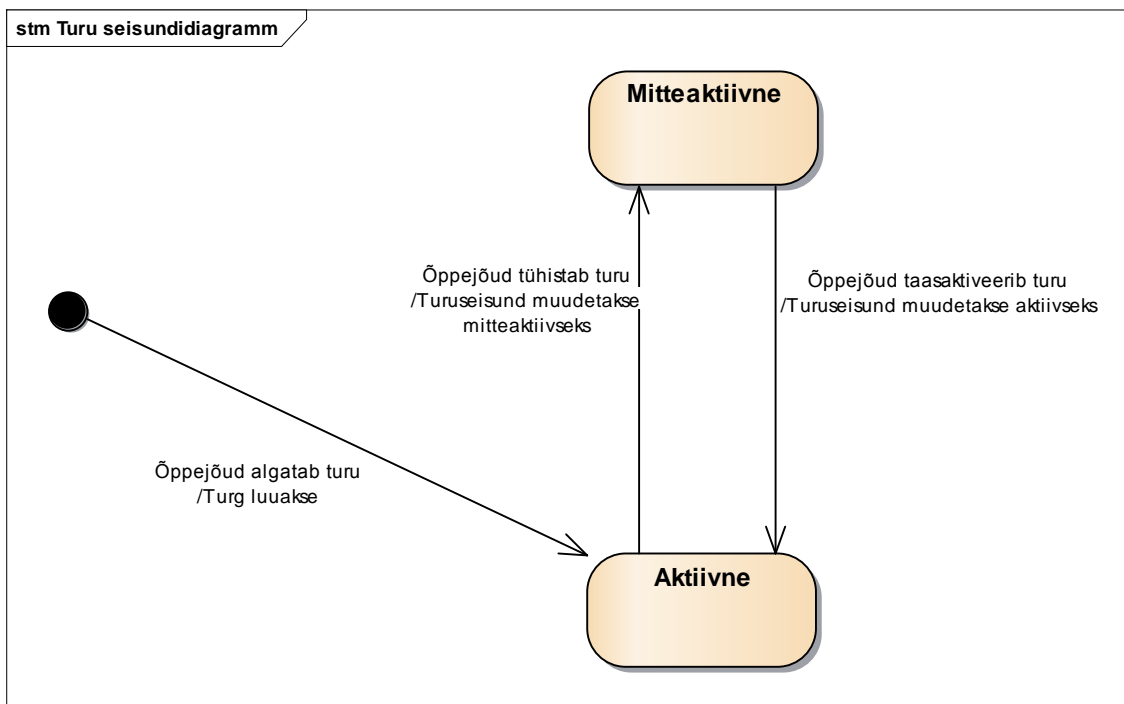 stm Turu seisundidiagramm
Mitteaktiivne
Õppejõud tühistab turu
/Turuseisund muudetakse
mitteaktiivseks
Õppejõud taasaktiveerib turu
/Turuseisund muudetakse aktiivseks
Õppejõud algatab turu
/Turg luuakse
Aktiivne